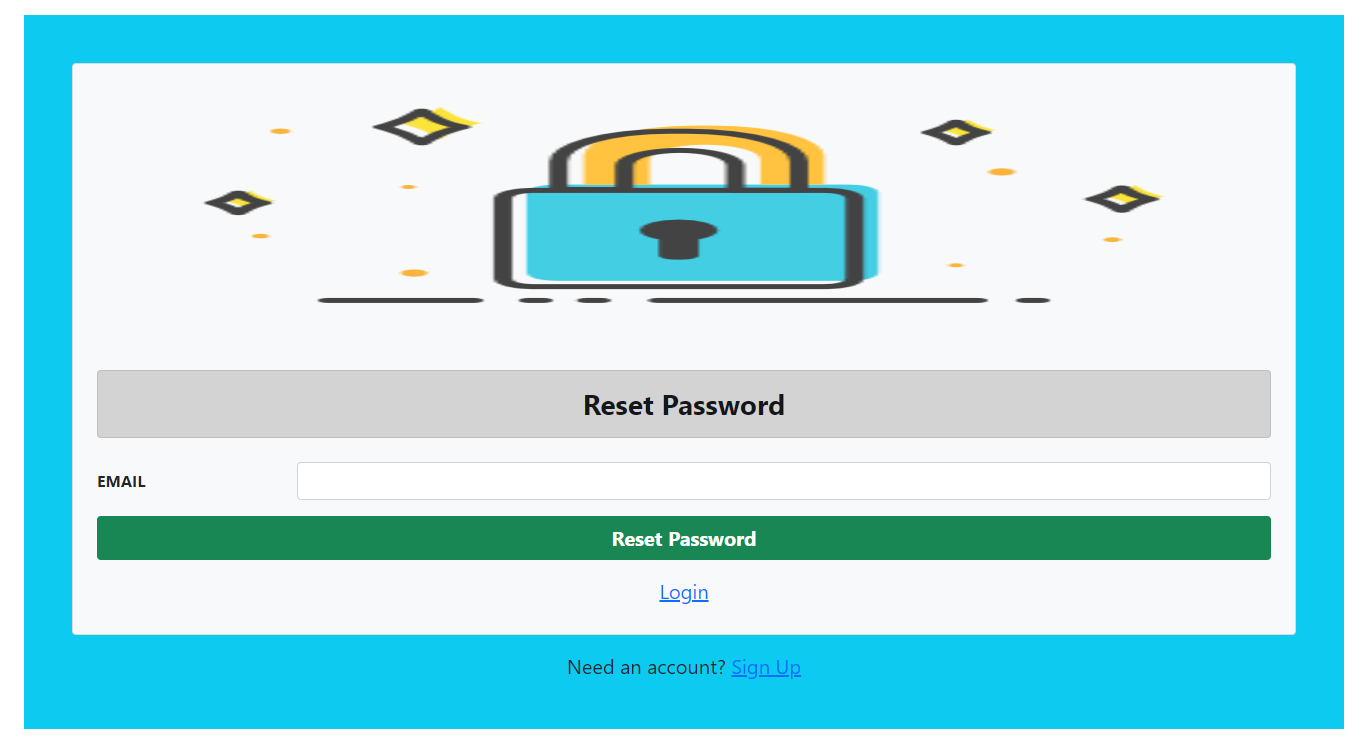 Reset Password
EMAIL
Reset Password
Login
Need an account? Sign Up